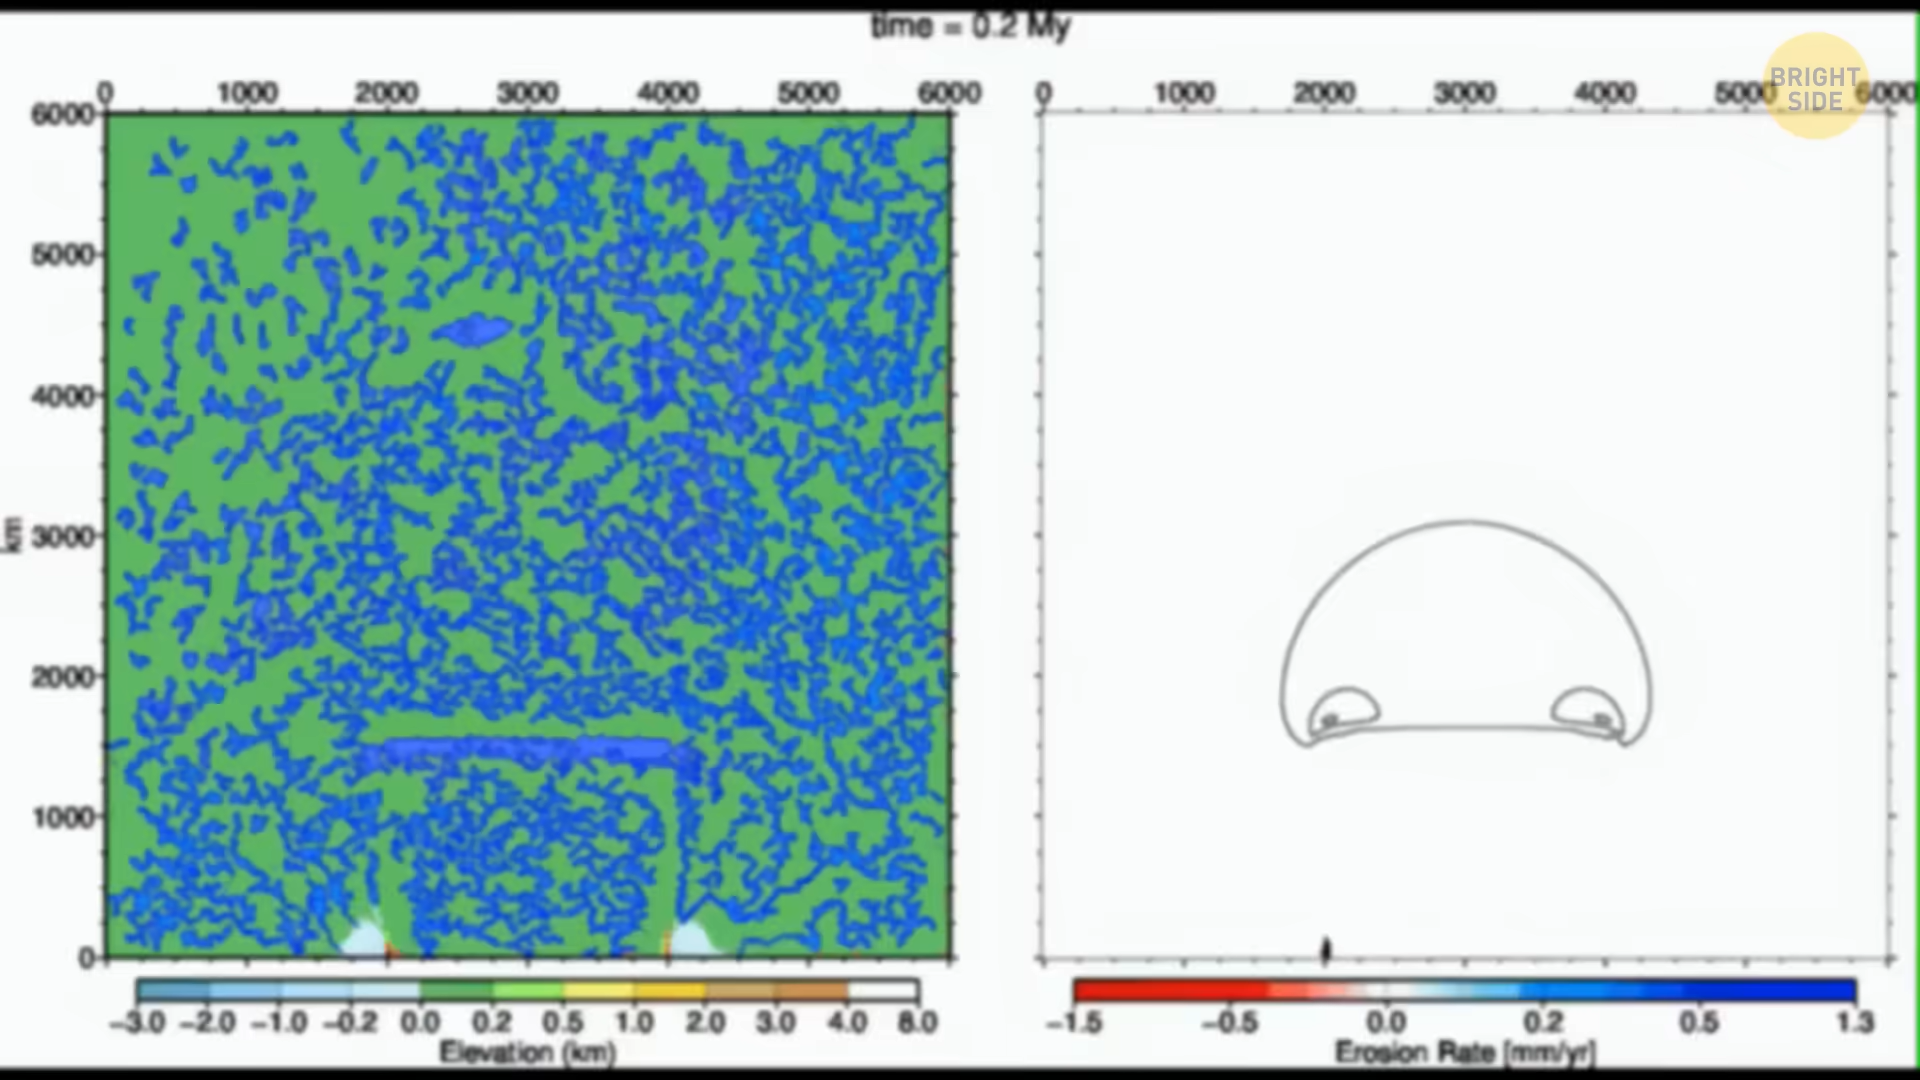 time = 0.2 My
BRIGHT
SIDE
0 1000 2000 3000 4000 5000 6000
0 1000 2000 3000 4000 5000 6000
6000
5000
4000
3000
2000
1000
0
km
−3.0 −2.0 −1.0 −0.2 0.0 0.2 0.5 1.0 2.0 3.0 4.0 8.0
Elevation (km)
−1.5 −0.5 0.0 0.2 0.5 1.3
Erosion Rate [mm/yr]